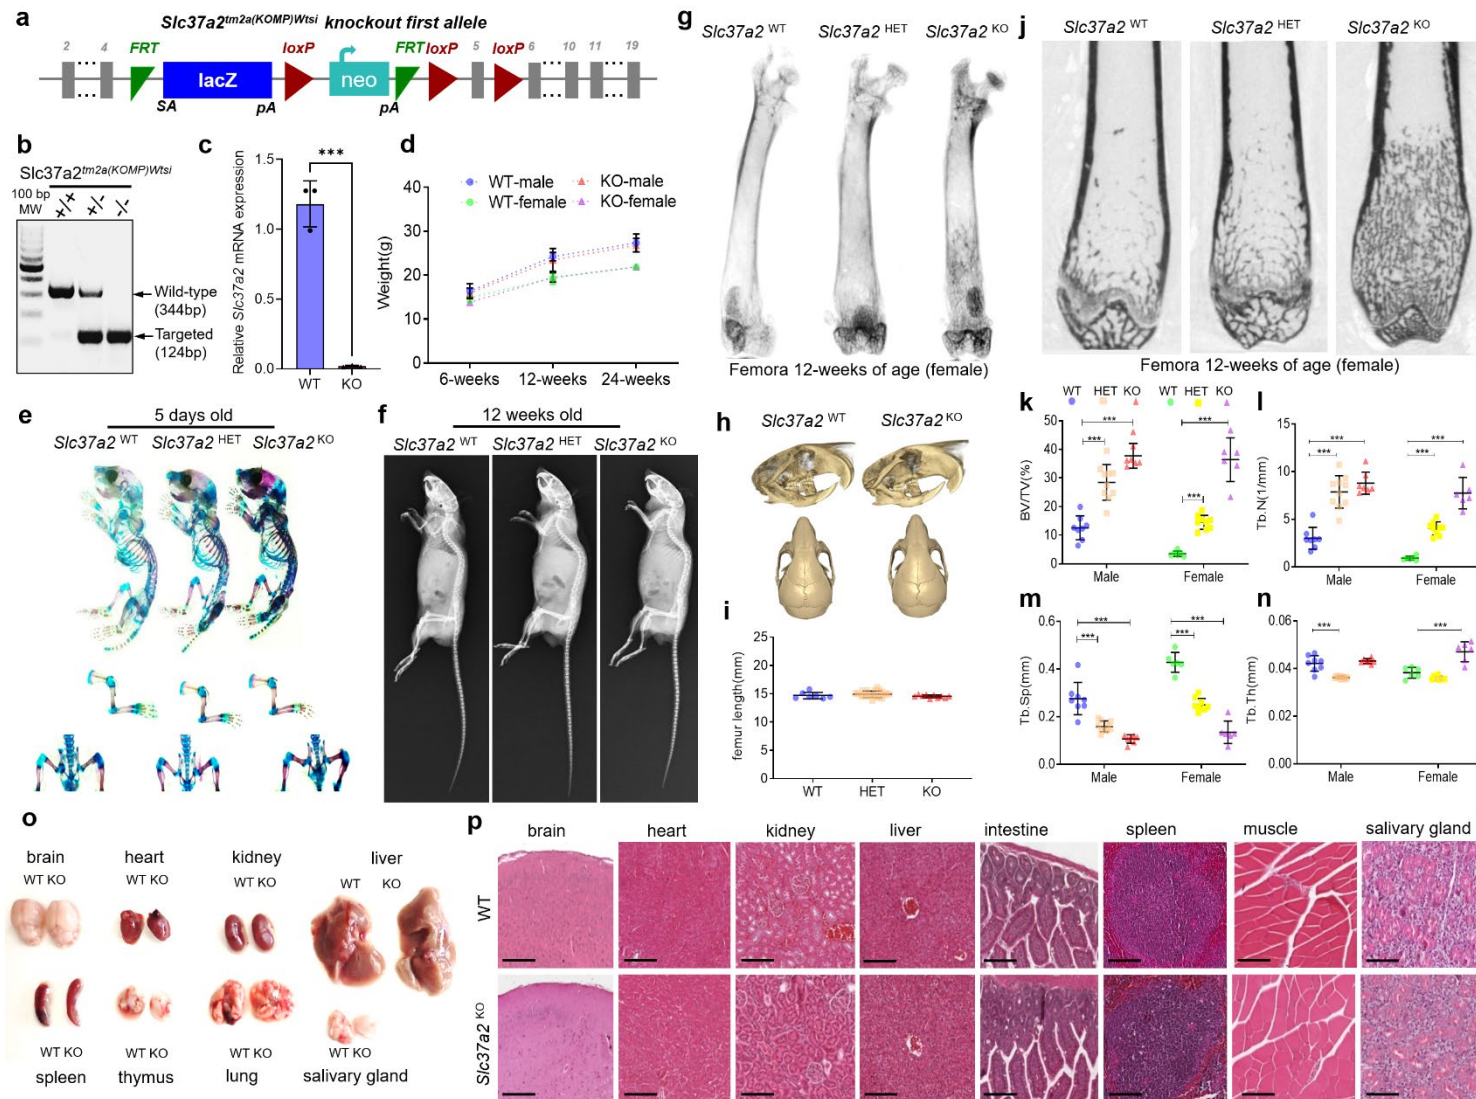 a
Slc37a2tm2a(KOMP)Wtsi knockout first allele
2 4 FRT loxP FRT loxP 5 loxP 6 10 11 19
lacZ neo
SA pA pA
b
Slc37a2tm2a(KOMP)Wtsi
100 bp
MW
+/+ +/- -/-
Wild-type
(344bp)
Targeted
(124bp)
c
Relative Slc37a2 mRNA expression
1.5
1.0
0.5
0.0
***
WT KO
d
Weight(g)
40
30
20
10
0
WT-male KO-male
WT-female KO-female
6-weeks 12-weeks 24-weeks
e
5 days old
Slc37a2 WT Slc37a2 HET Slc37a2 KO
f
12 weeks old
Slc37a2 WT Slc37a2 HET Slc37a2 KO
g
Slc37a2 WT Slc37a2 HET Slc37a2 KO
Femora 12-weeks of age (female)
h
Slc37a2 WT Slc37a2 KO
i
femur length(mm)
25
20
15
10
5
0
WT HET KO
j
Slc37a2 WT Slc37a2 HET Slc37a2 KO
Femora 12-weeks of age (female)
k
WT HET KO WT HET KO
BV/TV(%)
50
40
30
20
10
0
*** *** *** ***
Male Female
l
Tb.N(1/mm)
15
10
5
0
*** *** *** ***
Male Female
m
Tb.Sp(mm)
0.6
0.4
0.2
0.0
*** *** *** ***
Male Female
n
Tb.Th(mm)
0.06
0.04
0.02
0.00
*** ***
Male Female
o
brain heart kidney liver
WT KO WT KO WT KO WT KO
WT KO WT KO WT KO WT KO
spleen thymus lung salivary gland
p
brain heart kidney liver intestine spleen muscle salivary gland
WT
Slc37a2 KO